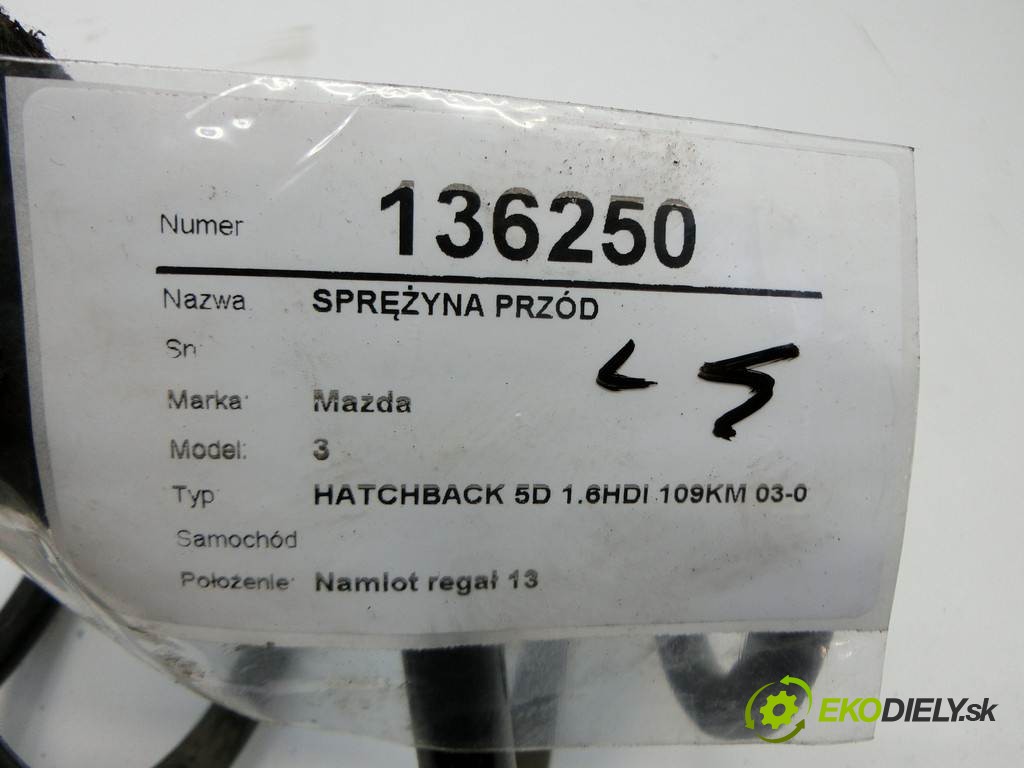 Numer 136250
Nazwa SPRĘŻYNA PRZÓD
Sn:
Marka: Mazda
Model: 3
Typ HATCHBACK 5D 1.6HDI 109KM 03-0
Samochód
Położenie: Namiot regał 13
EKODIELY.sk